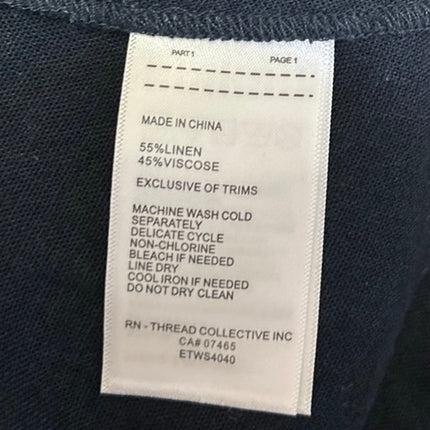 PART 1 PAGE 1
MADE IN CHINA
55%LINEN
45%VISCOSE
EXCLUSIVE OF TRIMS
MACHINE WASH COLD
SEPARATELY
DELICATE CYCLE
NON-CHLORINE
BLEACH IF NEEDED
LINE DRY
COOL IRON IF NEEDED
DO NOT DRY CLEAN
RN - THREAD COLLECTIVE INC
CA# 07465
ETWS4040